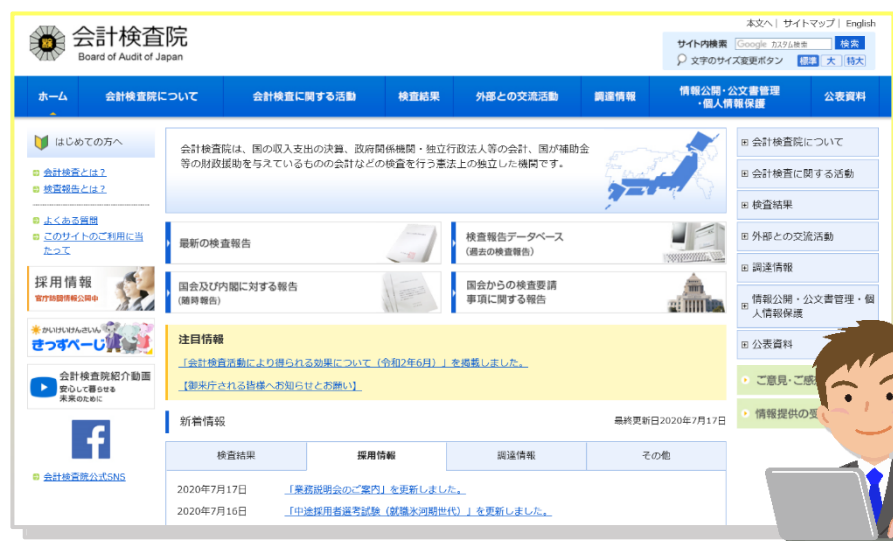 本文へ| サイトマップ| English
会計検査院
Board of Audit of Japan
サイト内検索 Google カスタム検索 検索
文字のサイズ変更ボタン 標準 大 特大
ホーム 会計検査院について 会計検査に関する活動 検査結果 外部との交流活動 調達情報 情報公開・公文書管理・個人情報保護 公表資料
はじめての方へ
会計検査とは?
検査報告とは?
よくある質問
このサイトのご利用に当
たって
採用情報
官庁訪問情報公開中
かいけいけんさいん
きっずぺーじ
会計検査院紹介動画
安心して暮らせる
未来のために
会計検査院公式SNS
会計検査院は、国の収入支出の決算、政府関係機関・独立行政法人等の会計、国が補助金
等の財政援助を与えているものの会計などの検査を行う憲法上の独立した機関です。
最新の検査報告
検査報告データベース
(過去の検査報告)
国会及び内閣に対する報告
(随時報告)
国会からの検査要請
事項に関する報告
注目情報
「会計検査活動により得られる効果について(令和2年6月)」を掲載しました。
【御来庁される皆様へお知らせとお願い】
新着情報 最終更新日2020年7月17日
検査結果 採用情報 調達情報 その他
2020年7月17日 「業務説明会のご案内」を更新しました。
2020年7月16日 「中途採用者選考試験(就職氷河期世代)」を更新しました。
会計検査院について
会計検査に関する活動
検査結果
外部との交流活動
調達情報
情報公開・公文書管理・個
人情報保護
公表資料
ご意見・ご感
情報提供の受